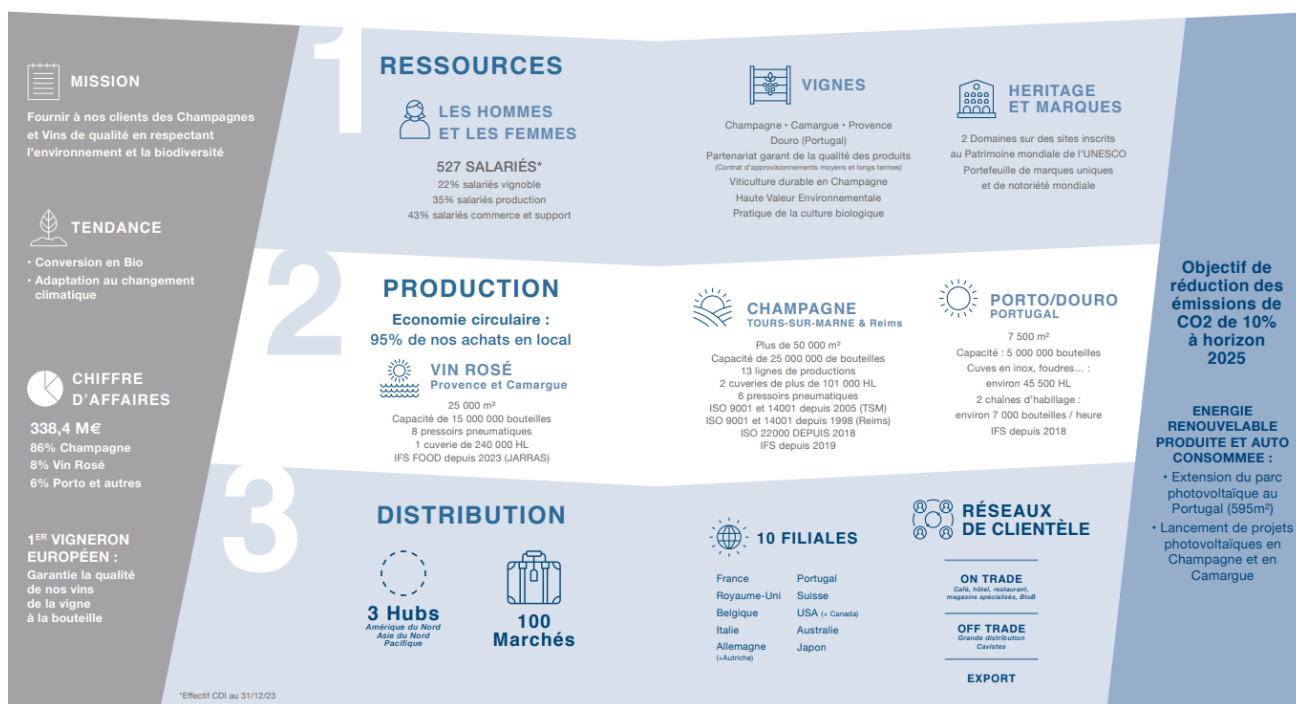 MISSION
Fournir à nos clients des Champagnes
et Vins de qualité en respectant
l'environnement et la biodiversité
TENDANCE
• Conversion en Bio
• Adaptation au changement
climatique
CHIFFRE
D'AFFAIRES
338,4 M€
86% Champagne
8% Vin Rosé
6% Porto et autres
1ER VIGNERON
EUROPÉEN :
Garantie la qualité
de nos vins
de la vigne
à la bouteille
1
RESSOURCES
LES HOMMES
ET LES FEMMES
527 SALARIÉS*
22% salariés vignoble
35% salariés production
43% salariés commerce et support
VIGNES
Champagne • Camargue • Provence
Douro (Portugal)
Partenariat garant de la qualité des produits
(Contrat d'approvisionnements moyens et longs termes)
Viticulture durable en Champagne
Haute Valeur Environnementale
Pratique de la culture biologique
HERITAGE
ET MARQUES
2 Domaines sur des sites inscrits
au Patrimoine mondiale de l'UNESCO
Portefeuille de marques uniques
et de notoriété mondiale
2
PRODUCTION
Economie circulaire :
95% de nos achats en local
VIN ROSÉ
Provence et Camargue
25 000 m²
Capacité de 15 000 000 bouteilles
8 pressoirs pneumatiques
1 cuverie de 240 000 HL
IFS FOOD depuis 2023 (JARRAS)
CHAMPAGNE
TOURS-SUR-MARNE & Reims
Plus de 50 000 m²
Capacité de 25 000 000 de bouteilles
13 lignes de productions
2 cuveries de plus de 101 000 HL
6 pressoirs pneumatiques
ISO 9001 et 14001 depuis 2005 (TSM)
ISO 9001 et 14001 depuis 1998 (Reims)
ISO 22000 DEPUIS 2018
IFS depuis 2019
PORTO/DOURO
PORTUGAL
7 500 m²
Capacité : 5 000 000 bouteilles
Cuves en inox, foudres... :
environ 45 500 HL
2 chaînes d'habillage :
environ 7 000 bouteilles / heure
IFS depuis 2018
3
DISTRIBUTION
3 Hubs
Amérique du Nord
Asie du Nord
Pacifique
100
Marchés
10 FILIALES
France
Royaume-Uni
Belgique
Italie
Allemagne
(+Autriche)
Portugal
Suisse
USA (+ Canada)
Australie
Japon
RÉSEAUX
DE CLIENTÈLE
ON TRADE
Café, hôtel, restaurant,
magasins spécialisés, BtoB
OFF TRADE
Grande distribution
Cavistes
EXPORT
Objectif de
réduction des
émissions de
CO2 de 10%
à horizon
2025
ENERGIE
RENOUVELABLE
PRODUITE ET AUTO
CONSOMMEE :
• Extension du parc
photovoltaïque au
Portugal (595m²)
• Lancement de projets
photovoltaïques en
Champagne et en
Camargue
*Effectif CDI au 31/12/23